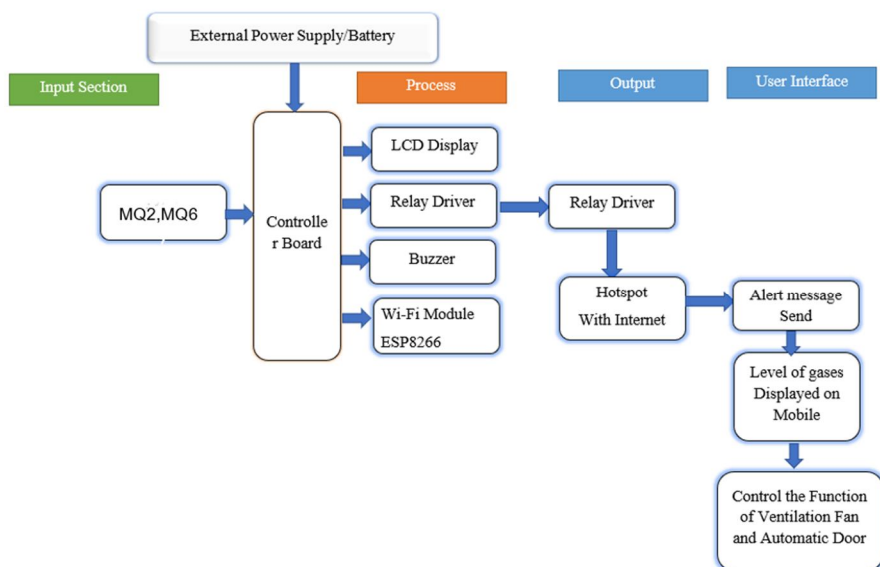 External Power Supply/Battery
Input Section
Process
Output
User Interface
MQ2,MQ6
Controlle
r Board
LCD Display
Relay Driver
Buzzer
Wi-Fi Module
ESP8266
Relay Driver
Hotspot
With Internet
Alert message
Send
Level of gases
Displayed on
Mobile
Control the Function
of Ventilation Fan
and Automatic Door